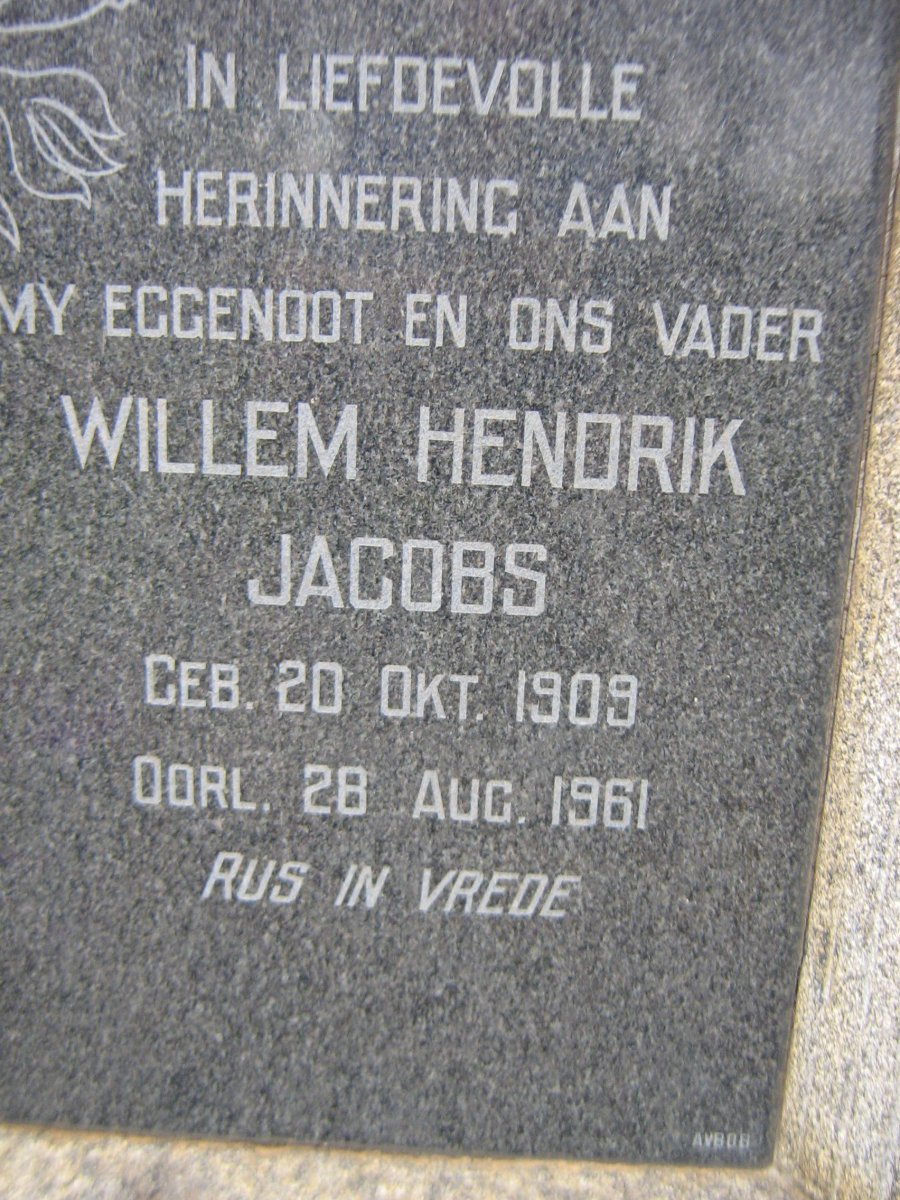 IN LIEFDEVOLLE
HERINNERING AAN
MY EGGENOOT EN ONS VADER
WILLEM HENDRIK
JACOBS
GEB. 20 OKT. 1909
OORL. 28 AUG. 1961
RUS IN VREDE
AVBOB